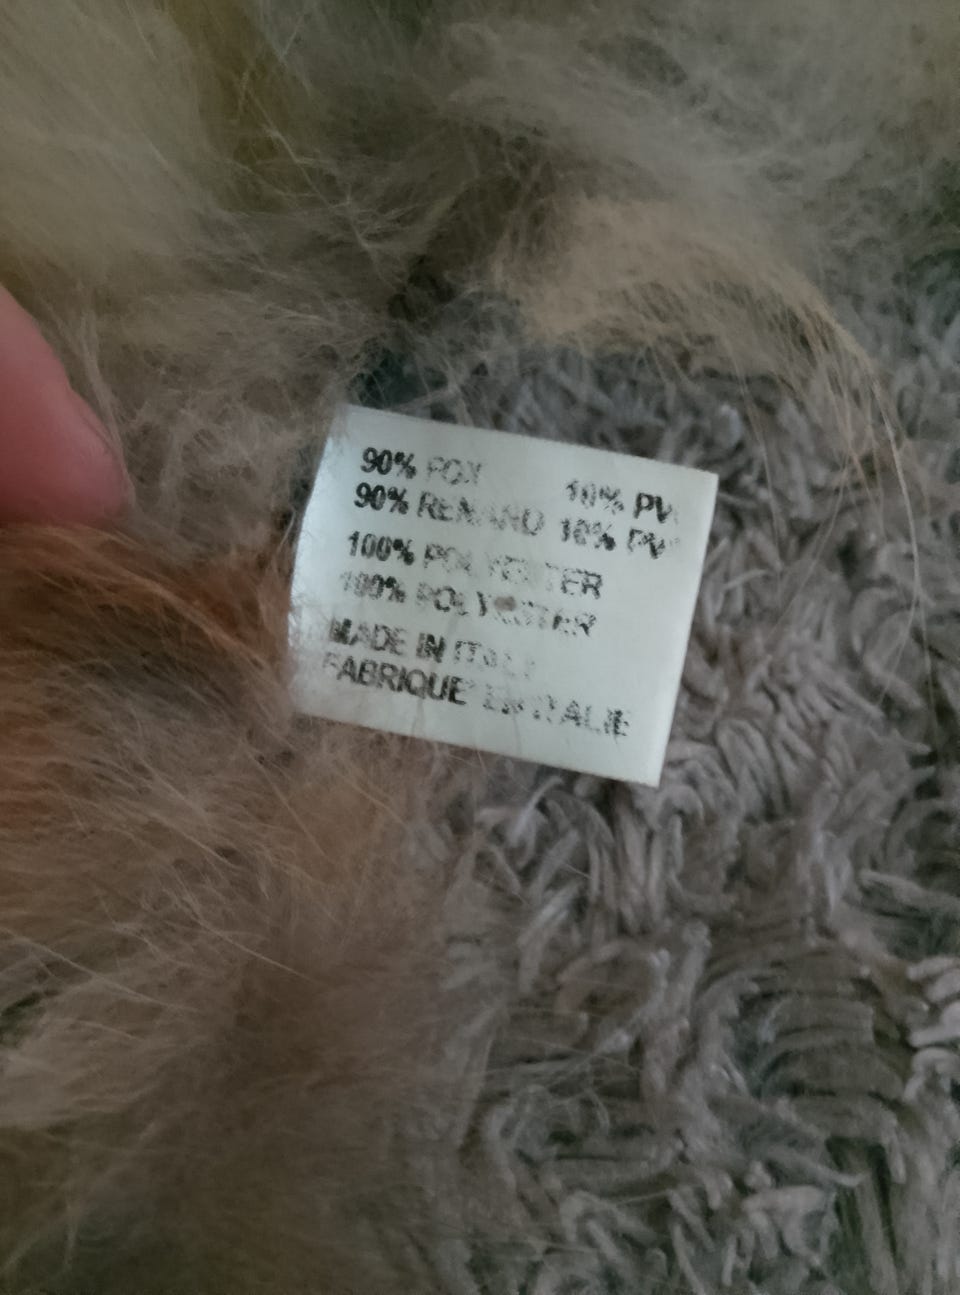 90% FOX 10% PV
90% RENARD 10% PV
100% POLYESTER
100% POLYESTER
MADE IN ITALY
FABRIQUE EN ITALIE